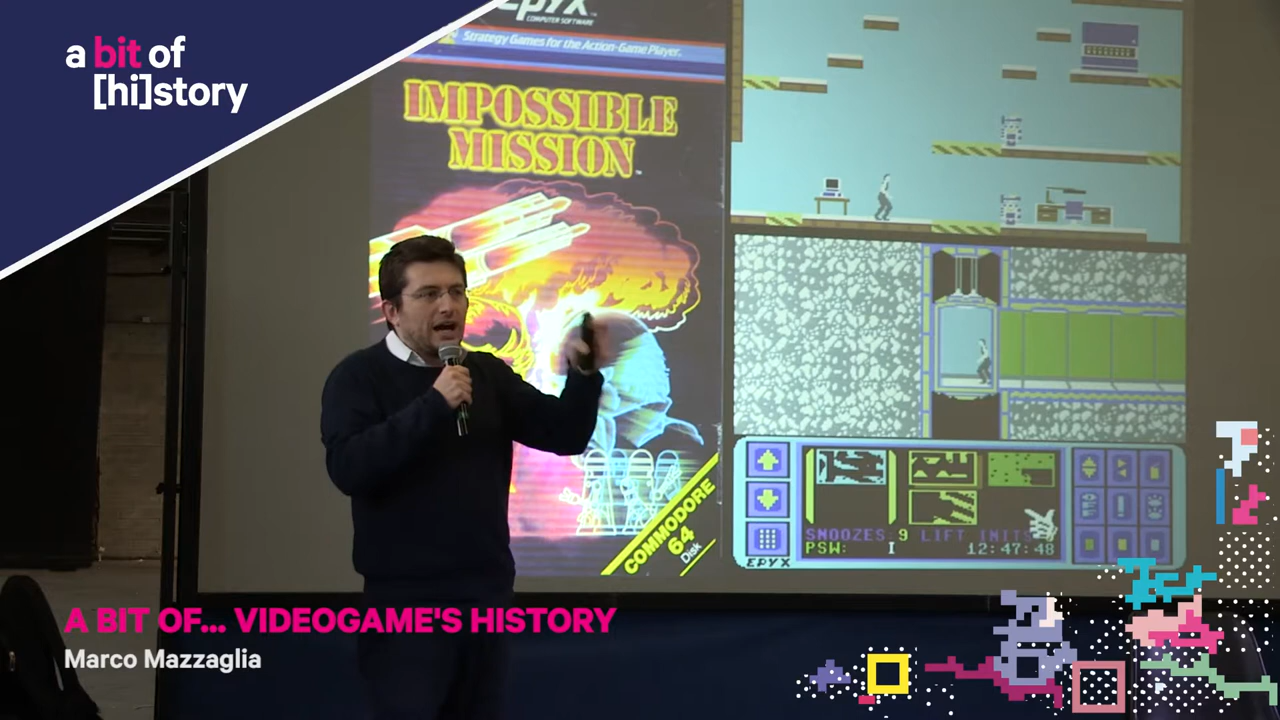 a bit of
[hi]story
Epyx
COMPUTER SOFTWARE
Strategy Games for the Action-Game Player.
IMPOSSIBLE
MISSION
COMMODORE
64
Disk
SNOOZES: 9 LIFT INITS
PSW: I 12:47:48
EPYX
A BIT OF... VIDEOGAME'S HISTORY
Marco Mazzaglia